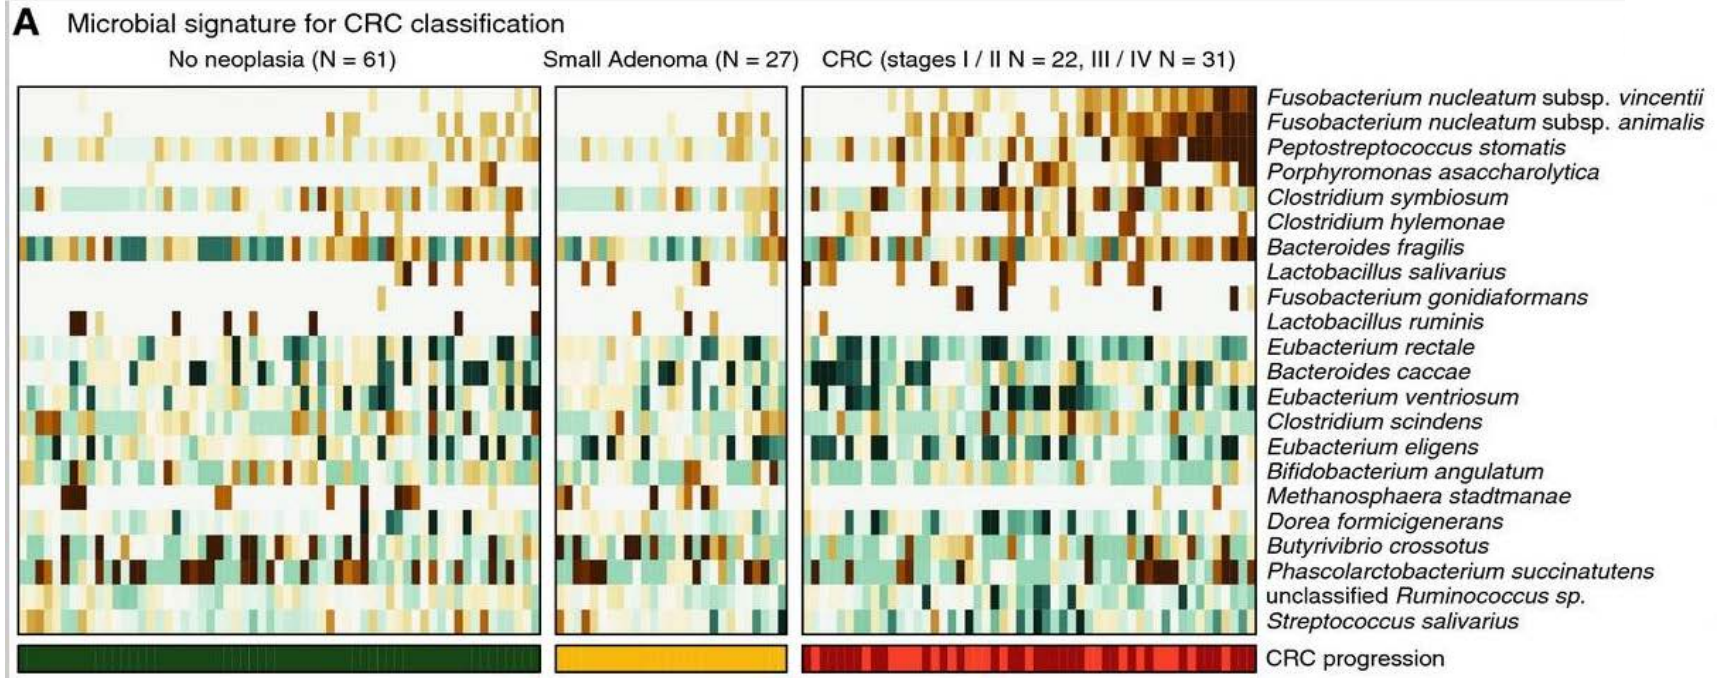 A Microbial signature for CRC classification
No neoplasia (N = 61) Small Adenoma (N = 27) CRC (stages I / II N = 22, III / IV N = 31)
Fusobacterium nucleatum subsp. vincentii
Fusobacterium nucleatum subsp. animalis
Peptostreptococcus stomatis
Porphyromonas asaccharolytica
Clostridium symbiosum
Clostridium hylemonae
Bacteroides fragilis
Lactobacillus salivarius
Fusobacterium gonidiaformans
Lactobacillus ruminis
Eubacterium rectale
Bacteroides caccae
Eubacterium ventriosum
Clostridium scindens
Eubacterium eligens
Bifidobacterium angulatum
Methanosphaera stadtmanae
Dorea formicigenerans
Butyrivibrio crossotus
Phascolarctobacterium succinatutens
unclassified Ruminococcus sp.
Streptococcus salivarius
CRC progression